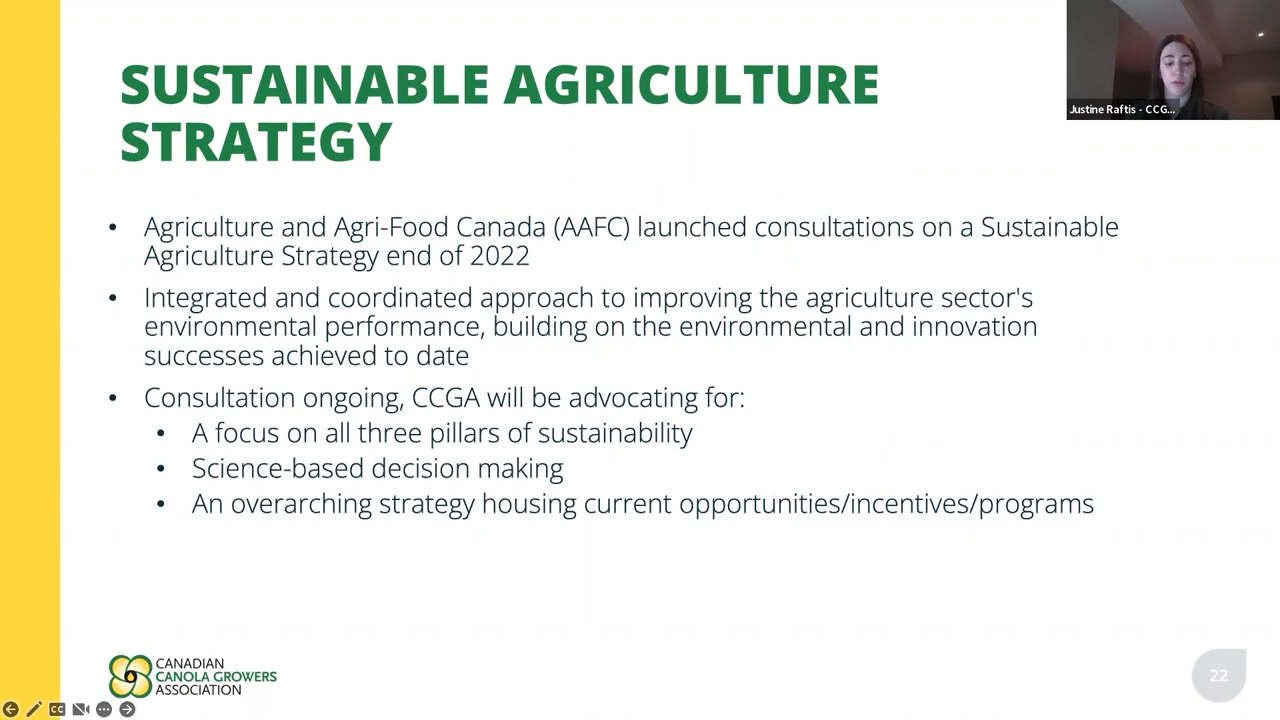 SUSTAINABLE AGRICULTURE
STRATEGY
Justine Raftis - CCG...
• Agriculture and Agri-Food Canada (AAFC) launched consultations on a Sustainable
Agriculture Strategy end of 2022
• Integrated and coordinated approach to improving the agriculture sector's
environmental performance, building on the environmental and innovation
successes achieved to date
• Consultation ongoing, CCGA will be advocating for:
• A focus on all three pillars of sustainability
• Science-based decision making
• An overarching strategy housing current opportunities/incentives/programs
CANADIAN
CANOLA GROWERS
ASSOCIATION
22
CC